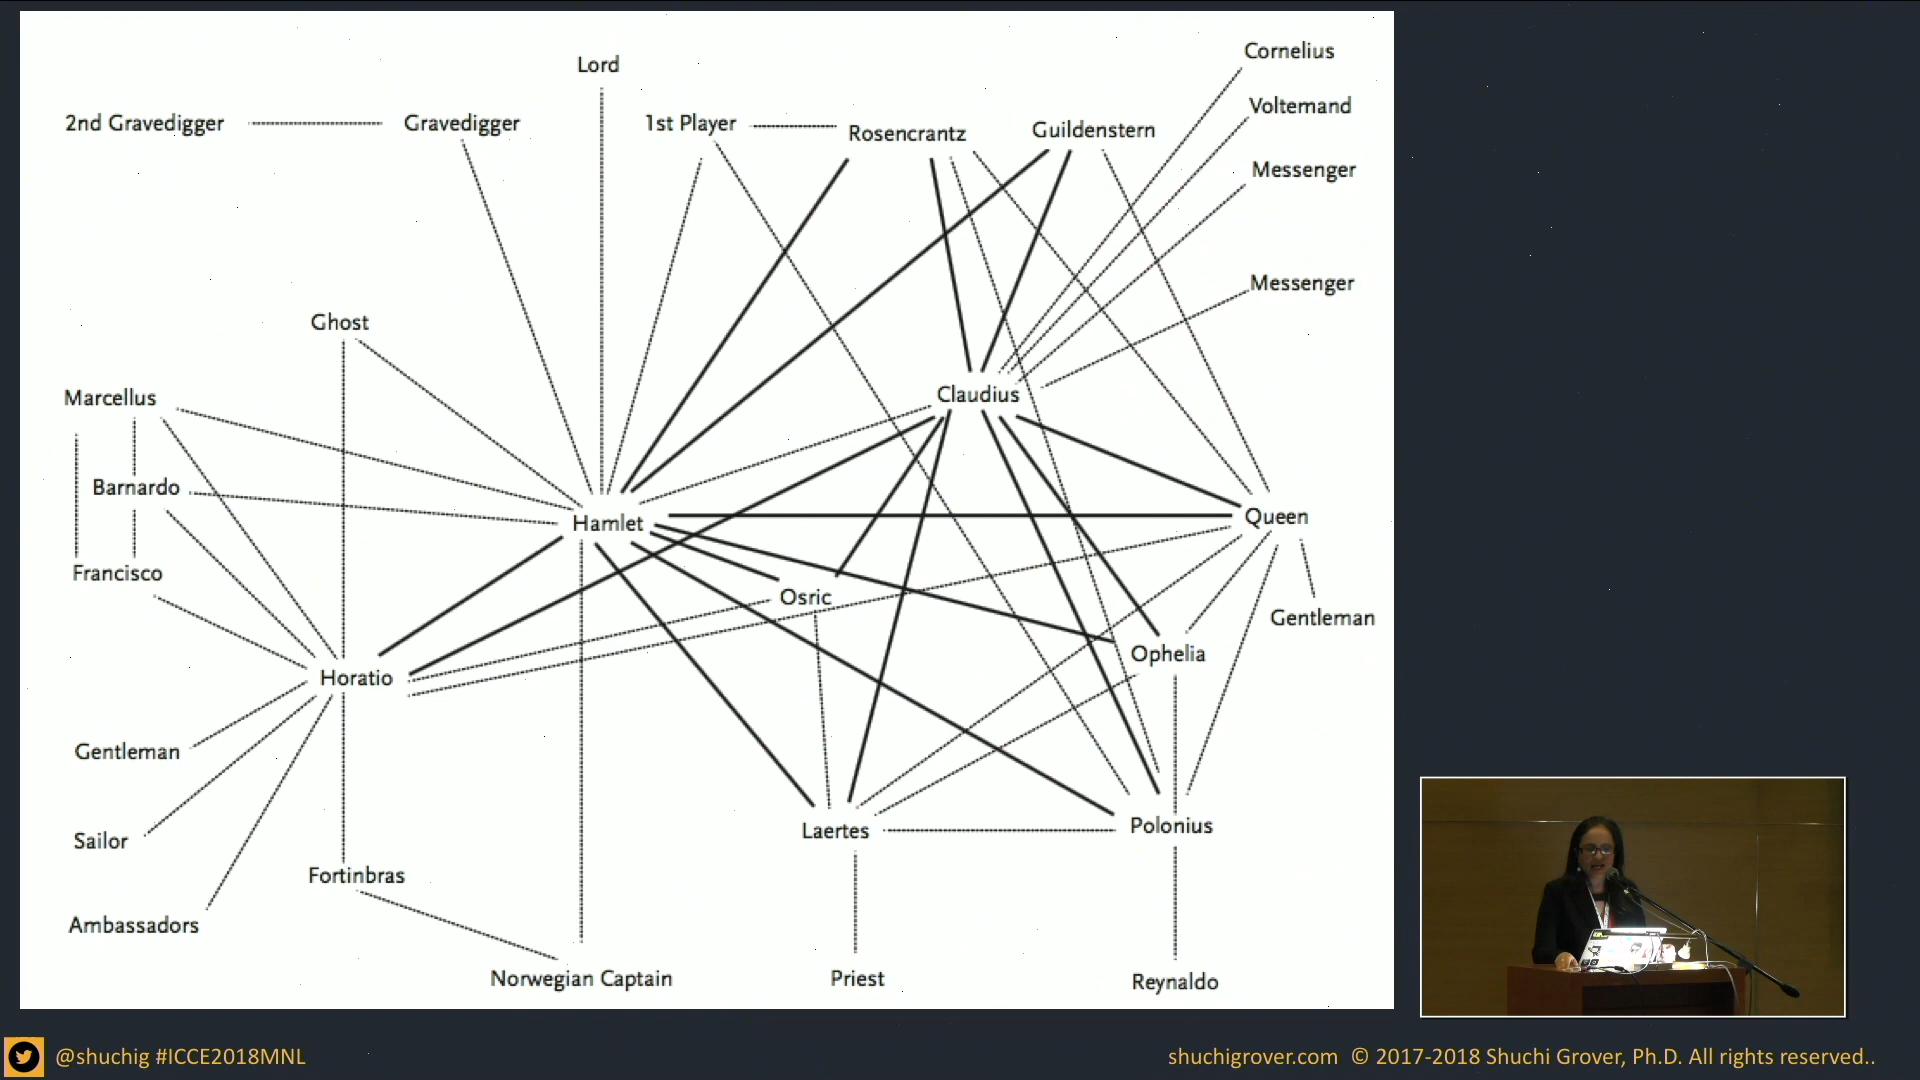 Lord
Cornelius
2nd Gravedigger
Gravedigger
1st Player
Rosencrantz
Guildenstern
Voltemand
Messenger
Messenger
Ghost
Marcellus
Claudius
Barnardo
Hamlet
Queen
Francisco
Osric
Gentleman
Ophelia
Horatio
Gentleman
Laertes
Polonius
Sailor
Fortinbras
Ambassadors
Norwegian Captain
Priest
Reynaldo
@shuchig #ICCE2018MNL
shuchigrover.com © 2017-2018 Shuchi Grover, Ph.D. All rights reserved..